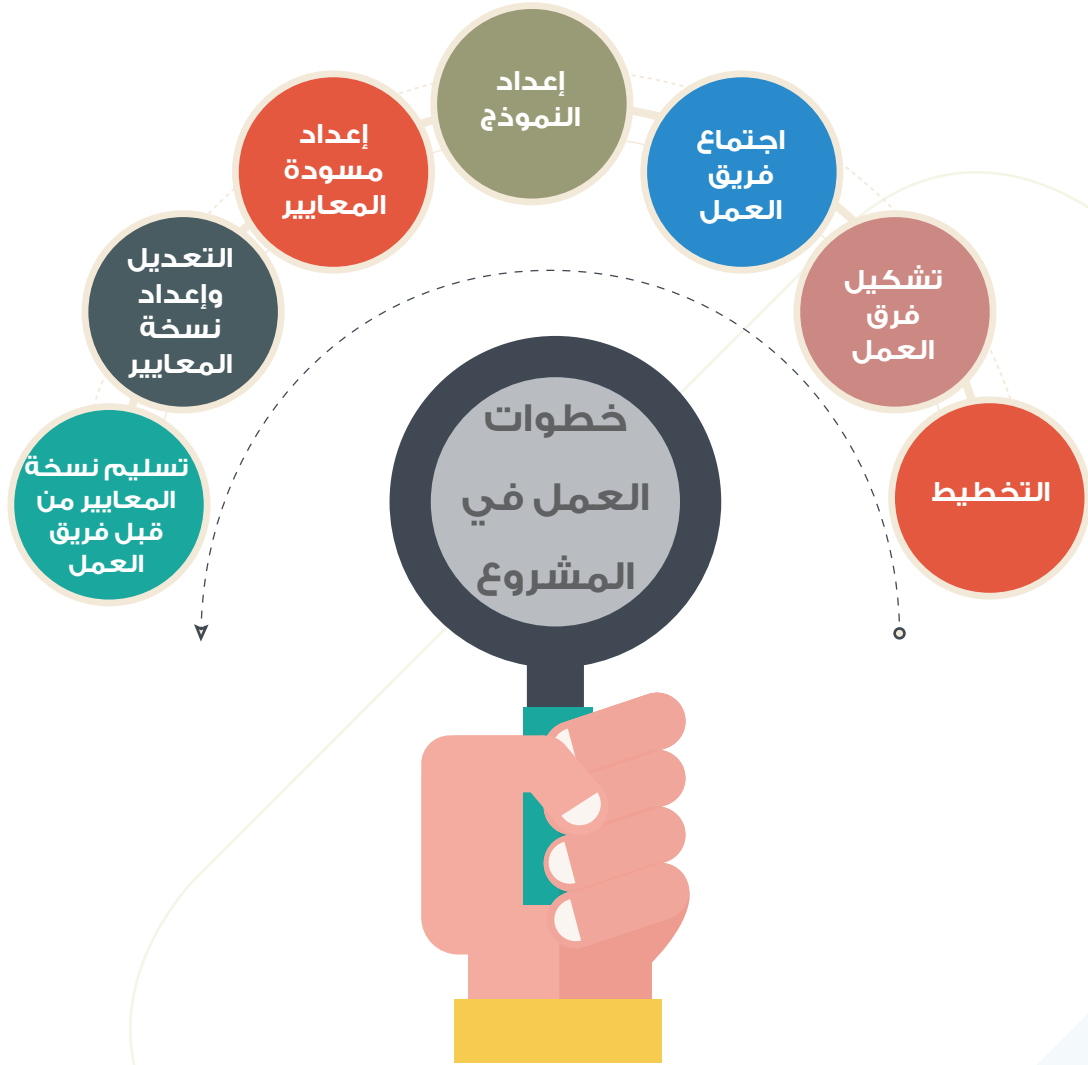 خطوات
العمل في
المشروع
التخطيط
تشكيل
فرق
العمل
اجتماع
فريق
العمل
إعداد
النموذج
إعداد
مسودة
المعايير
التعديل
وإعداد
نسخة
المعايير
تسليم نسخة
المعايير من
قبل فريق
العمل